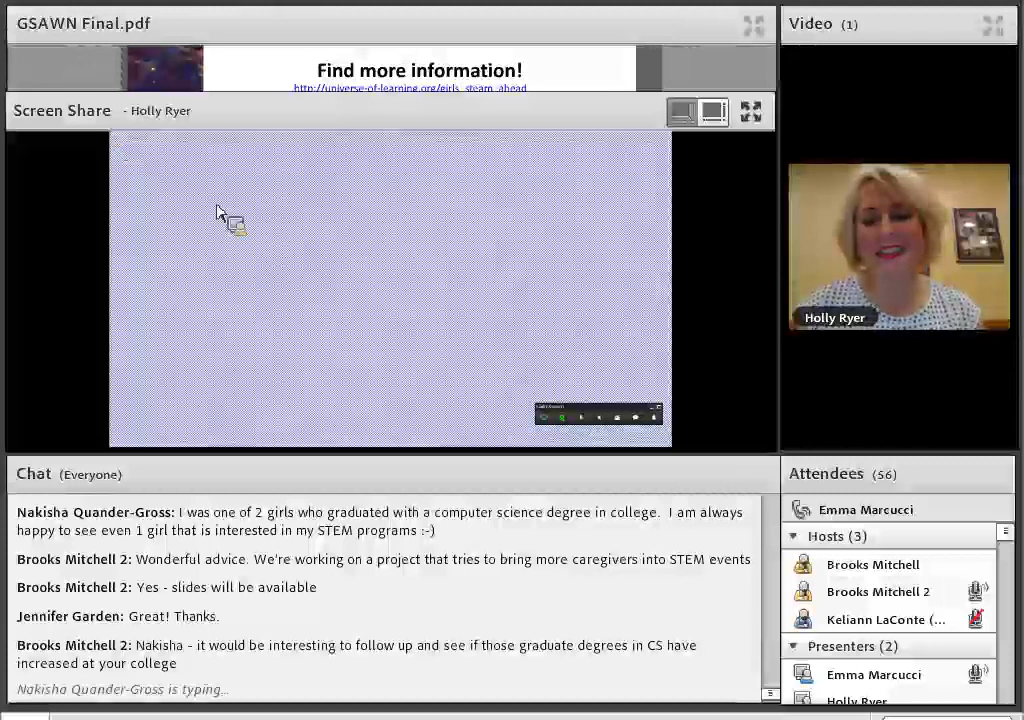 GSAWN Final.pdf
Find more information!
http://universe-of-learning.org/girls_steam_ahead
Screen Share - Holly Ryer
Video (1)
Holly Ryer
Chat (Everyone)
Nakisha Quander-Gross: I was one of 2 girls who graduated with a computer science degree in college. I am always
happy to see even 1 girl that is interested in my STEM programs :-)
Brooks Mitchell 2: Wonderful advice. We're working on a project that tries to bring more caregivers into STEM events
Brooks Mitchell 2: Yes - slides will be available
Jennifer Garden: Great! Thanks.
Brooks Mitchell 2: Nakisha - it would be interesting to follow up and see if those graduate degrees in CS have
increased at your college
Nakisha Quander-Gross is typing...
Attendees (56)
Emma Marcucci
Hosts (3)
Brooks Mitchell
Brooks Mitchell 2
Keliann LaConte (...
Presenters (2)
Emma Marcucci
Holly Ryer